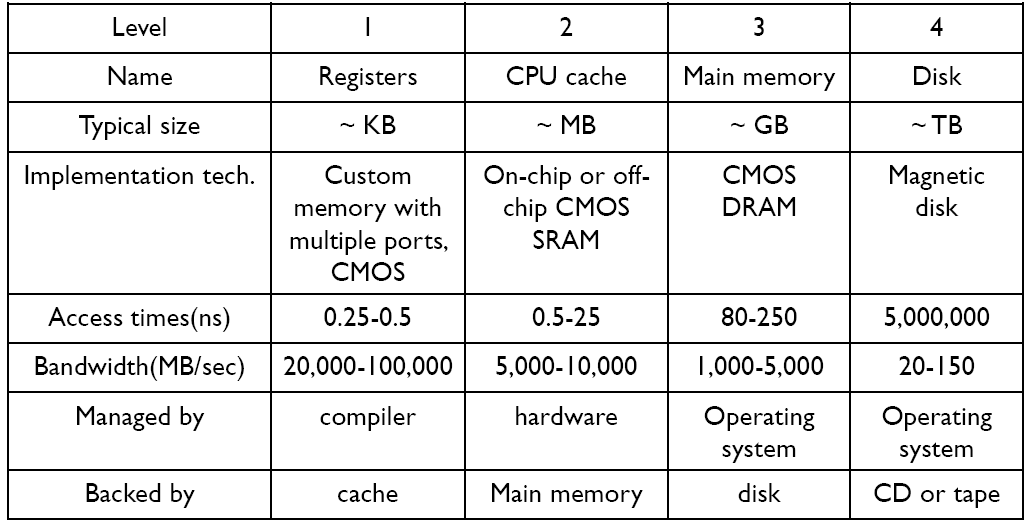 Level 1 2 3 4
Name Registers CPU cache Main memory Disk
Typical size ~ KB ~ MB ~ GB ~ TB
Implementation tech. Custom On-chip or off- CMOS Magnetic
memory with chip CMOS DRAM disk
multiple ports, SRAM
CMOS
Access times(ns) 0.25-0.5 0.5-25 80-250 5,000,000
Bandwidth(MB/sec) 20,000-100,000 5,000-10,000 1,000-5,000 20-150
Managed by compiler hardware Operating Operating
system system
Backed by cache Main memory disk CD or tape